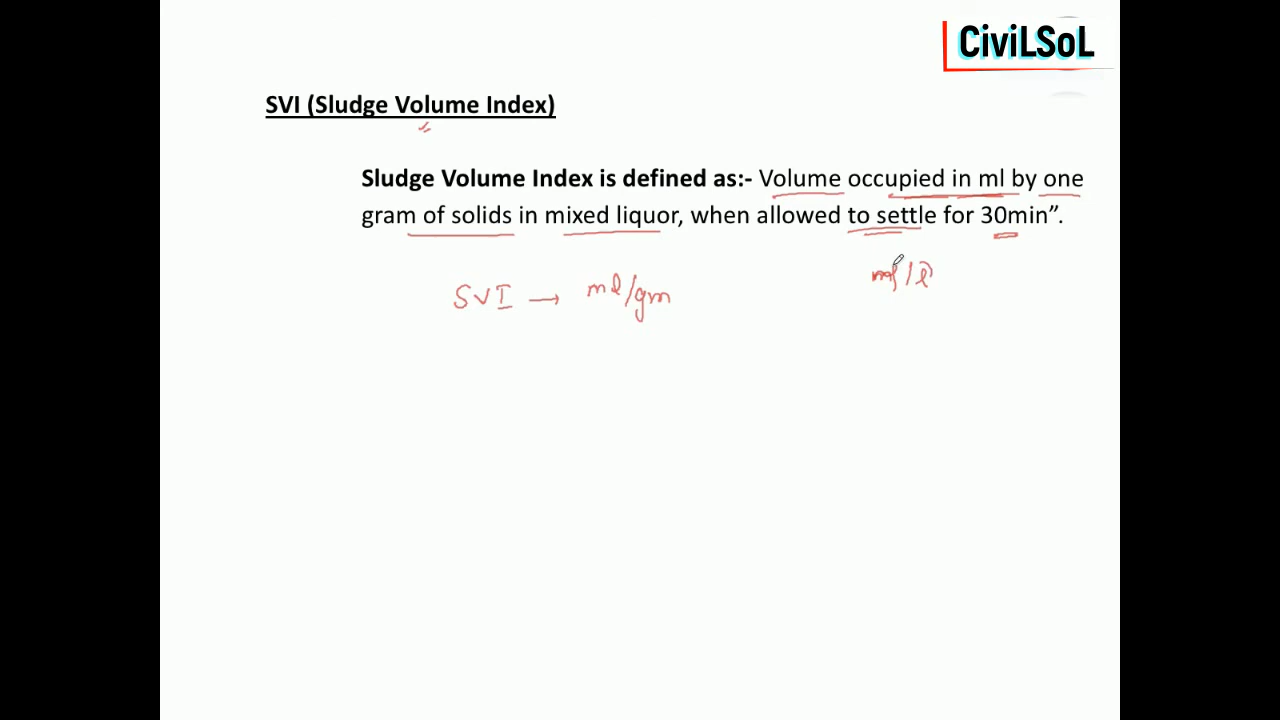 CiviLSoL
SVI (Sludge Volume Index)
Sludge Volume Index is defined as:- Volume occupied in ml by one
gram of solids in mixed liquor, when allowed to settle for 30min”.
SVI → ml/gm